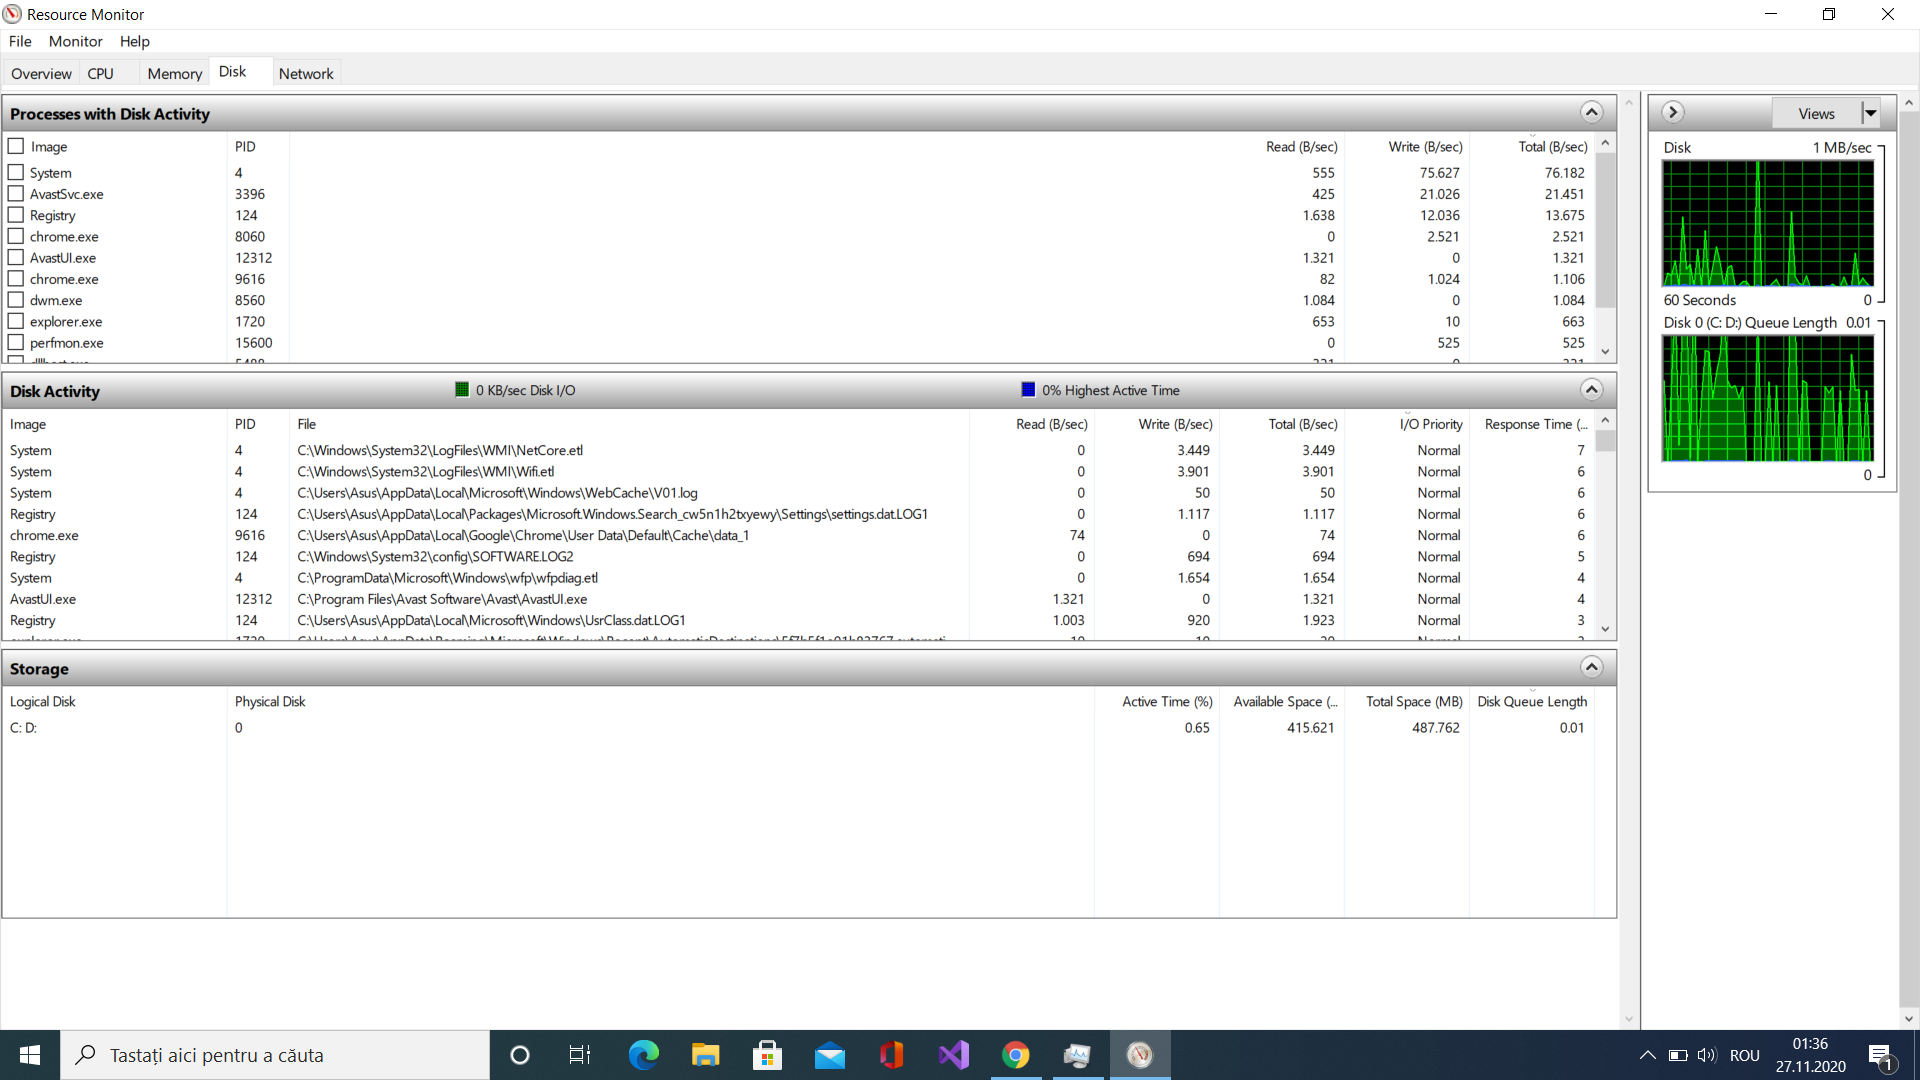 Resource Monitor
File Monitor Help
Overview CPU Memory Disk Network
Processes with Disk Activity
Image PID Read (B/sec) Write (B/sec) Total (B/sec)
System 4 555 75.627 76.182
AvastSvc.exe 3396 425 21.026 21.451
Registry 124 1.638 12.036 13.675
chrome.exe 8060 0 2.521 2.521
AvastUI.exe 12312 1.321 0 1.321
chrome.exe 9616 82 1.024 1.106
dwm.exe 8560 1.084 0 1.084
explorer.exe 1720 653 10 663
perfmon.exe 15600 0 525 525
Disk Activity 0 KB/sec Disk I/O 0% Highest Active Time
Image PID File Read (B/sec) Write (B/sec) Total (B/sec) I/O Priority Response Time (...
System 4 C:\Windows\System32\LogFiles\WMI\NetCore.etl 0 3.449 3.449 Normal 7
System 4 C:\Windows\System32\LogFiles\WMI\Wifi.etl 0 3.901 3.901 Normal 6
System 4 C:\Users\Asus\AppData\Local\Microsoft\Windows\WebCache\V01.log 0 50 50 Normal 6
Registry 124 C:\Users\Asus\AppData\Local\Packages\Microsoft.Windows.Search_cw5n1h2txyewy\Settings\settings.dat.LOG1 0 1.117 1.117 Normal 6
chrome.exe 9616 C:\Users\Asus\AppData\Local\Google\Chrome\User Data\Default\Cache\data_1 74 0 74 Normal 6
Registry 124 C:\Windows\System32\config\SOFTWARE.LOG2 0 694 694 Normal 5
System 4 C:\ProgramData\Microsoft\Windows\wfp\wfpdiag.etl 0 1.654 1.654 Normal 4
AvastUI.exe 12312 C:\Program Files\Avast Software\Avast\AvastUI.exe 1.321 0 1.321 Normal 4
Registry 124 C:\Users\Asus\AppData\Local\Microsoft\Windows\UsrClass.dat.LOG1 1.003 920 1.923 Normal 3
Storage
Logical Disk Physical Disk Active Time (%) Available Space (... Total Space (MB) Disk Queue Length
C: D: 0 0.65 415.621 487.762 0.01
Views
Disk 1 MB/sec
60 Seconds 0
Disk 0 (C: D:) Queue Length 0.01
0
Tastați aici pentru a căuta
ROU
01:36
27.11.2020
1